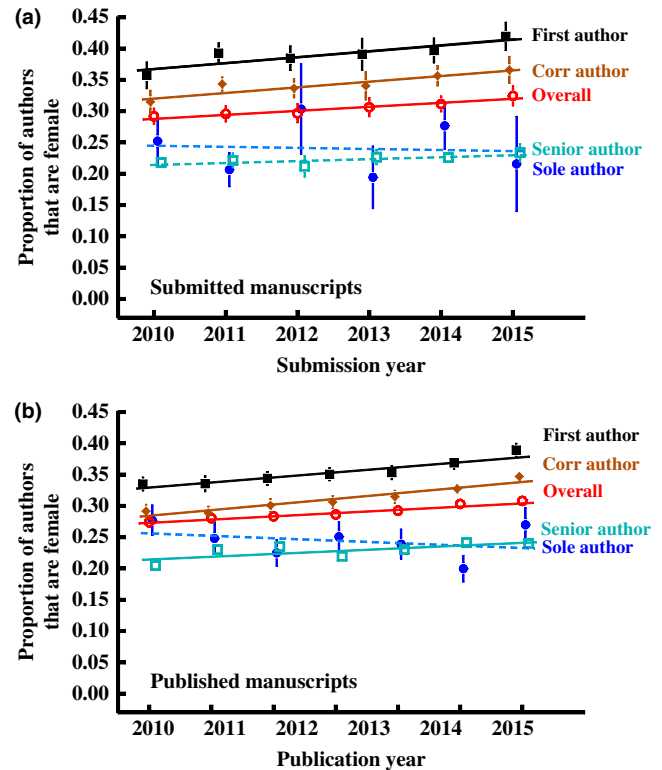 (a)
0.45
0.40
0.35
0.30
0.25
0.20
0.15
0.10
0.05
0.00
Proportion of authors
that are female
First author
Corr author
Overall
Senior author
Sole author
Submitted manuscripts
2010 2011 2012 2013 2014 2015
Submission year
(b)
0.45
0.40
0.35
0.30
0.25
0.20
0.15
0.10
0.05
0.00
Proportion of authors
that are female
First author
Corr author
Overall
Senior author
Sole author
Published manuscripts
2010 2011 2012 2013 2014 2015
Publication year